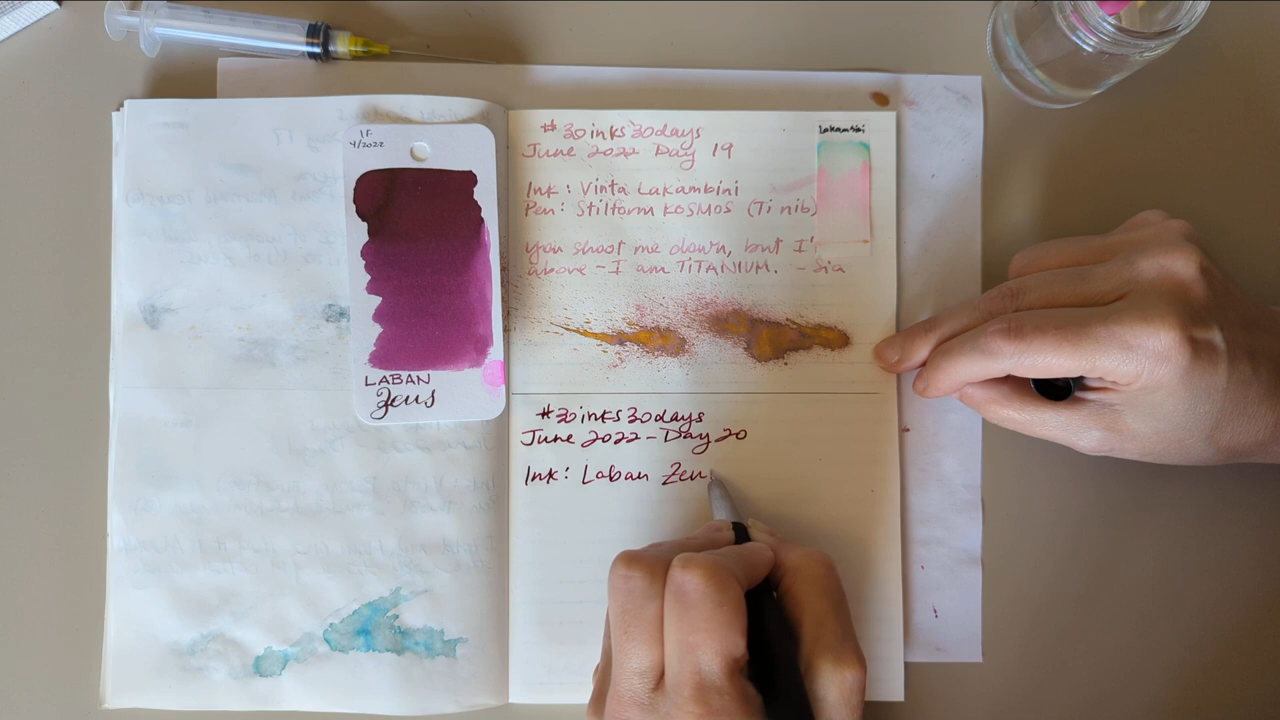 1F
4/2022
LABAN
Zeus
#30inks30days
June 2022 Day 19
Lakambini
Ink: Vinta Lakambini
Pen: Stilform KOSMOS (Ti nib)
you shoot me down, but I'
above - I am TITANIUM. - Sia
#30inks30days
June 2022 - Day 20
Ink: Laban Zeu